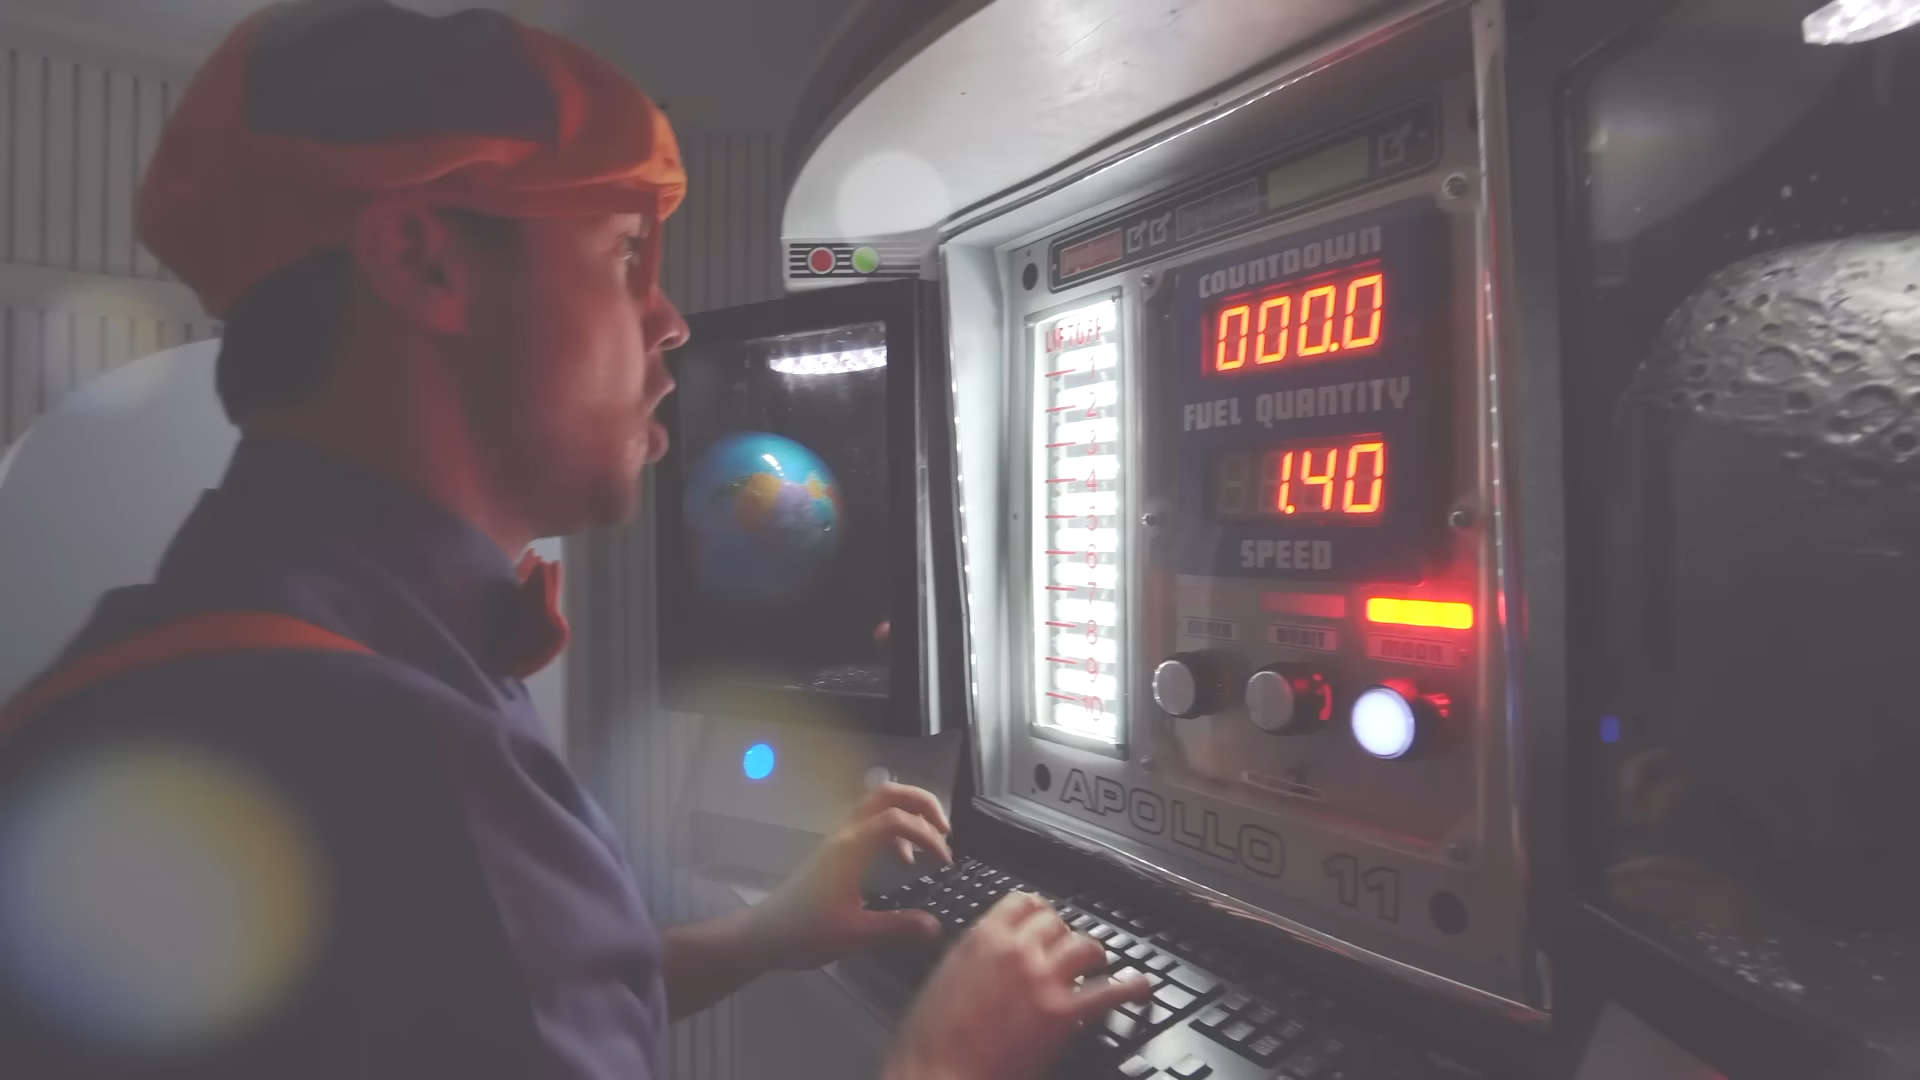 COUNTDOWN
000.0
FUEL QUANTITY
1.40
SPEED
LIFTOFF
1
2
3
4
5
6
7
8
9
10
ORBIT
MOON
APOLLO 11